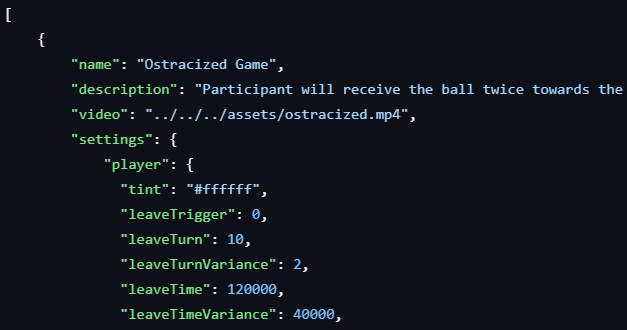 [
{
"name": "Ostracized Game",
"description": "Participant will receive the ball twice towards the
"video": "../../../assets/ostracized.mp4",
"settings": {
"player": {
"tint": "#ffffff",
"leaveTrigger": 0,
"leaveTurn": 10,
"leaveTurnVariance": 2,
"leaveTime": 120000,
"leaveTimeVariance": 40000,